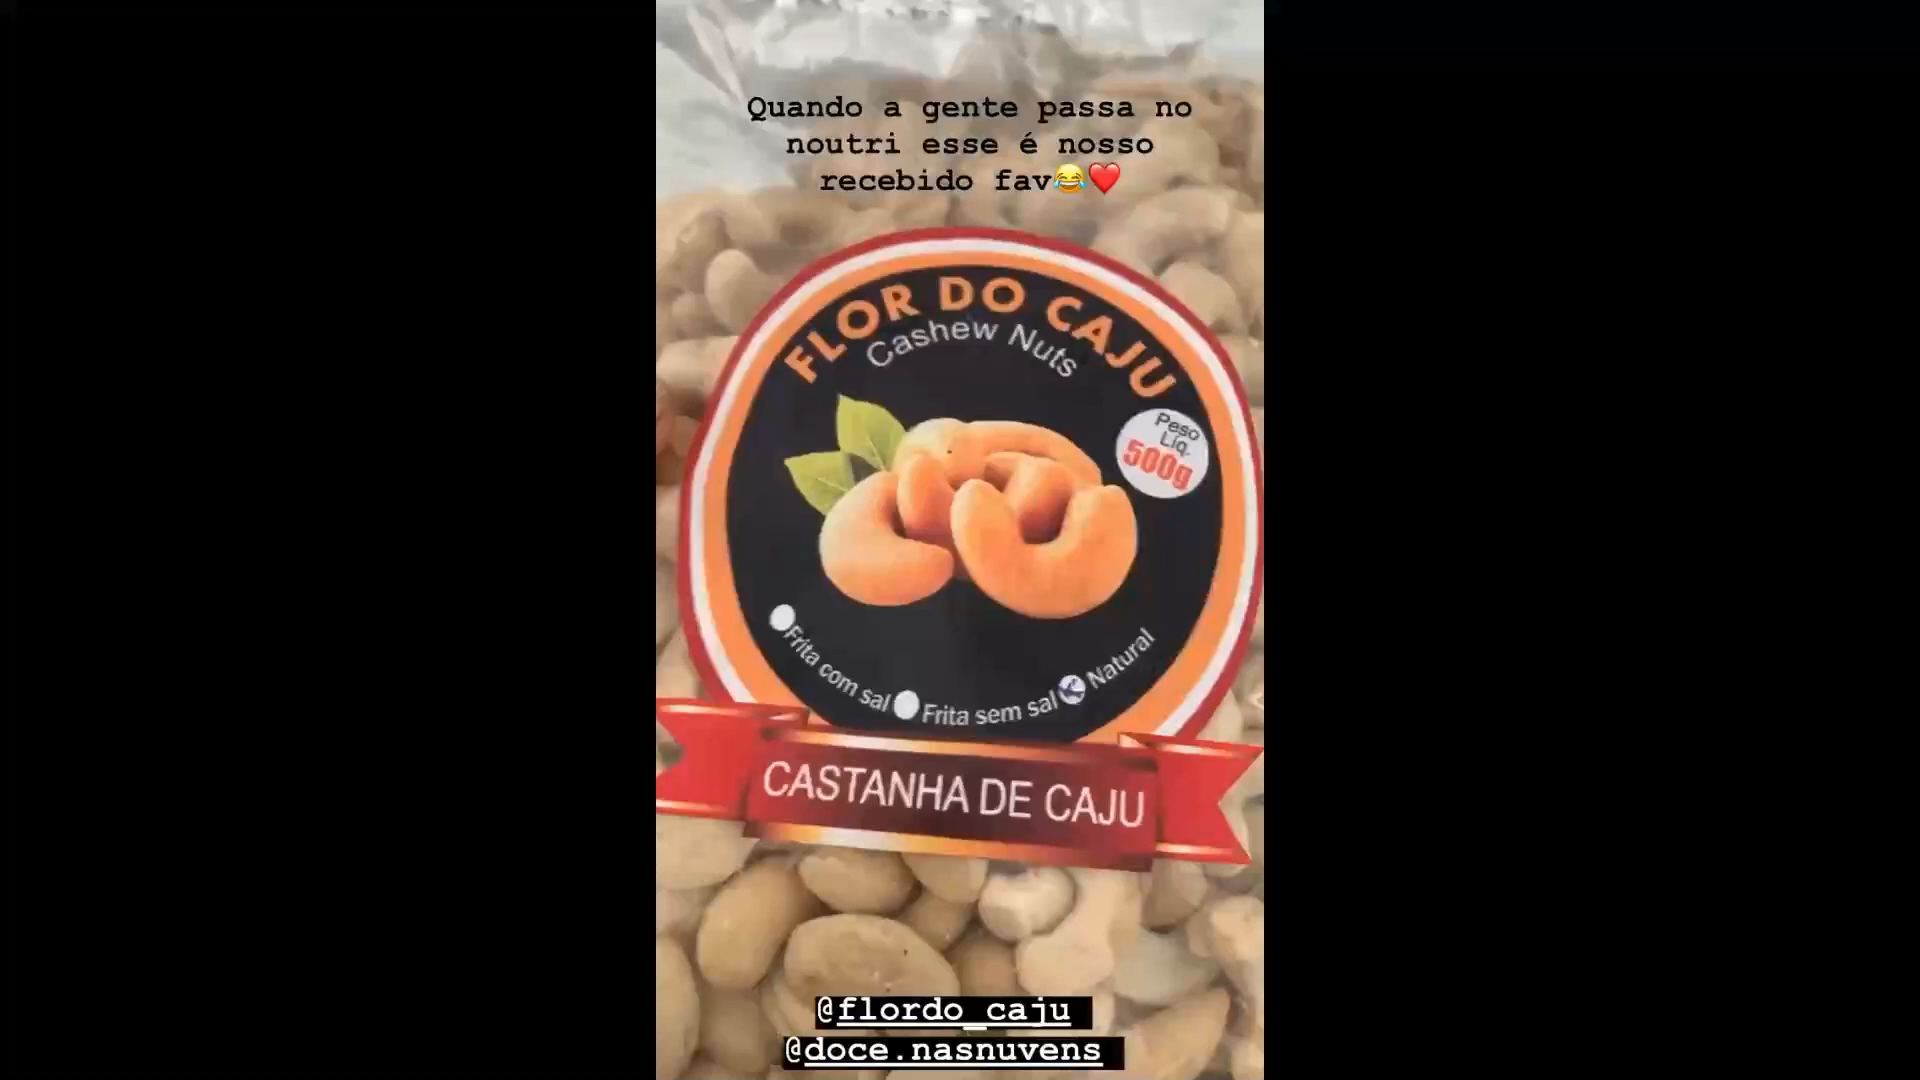 Quando a gente passa no
noutri esse é nosso
recebido fav😂❤️
FLOR DO CAJU
Cashew Nuts
Peso
Líq.
500g
Frita com sal
Frita sem sal
Natural
CASTANHA DE CAJU
@flordo_caju
@doce.nasnuvens